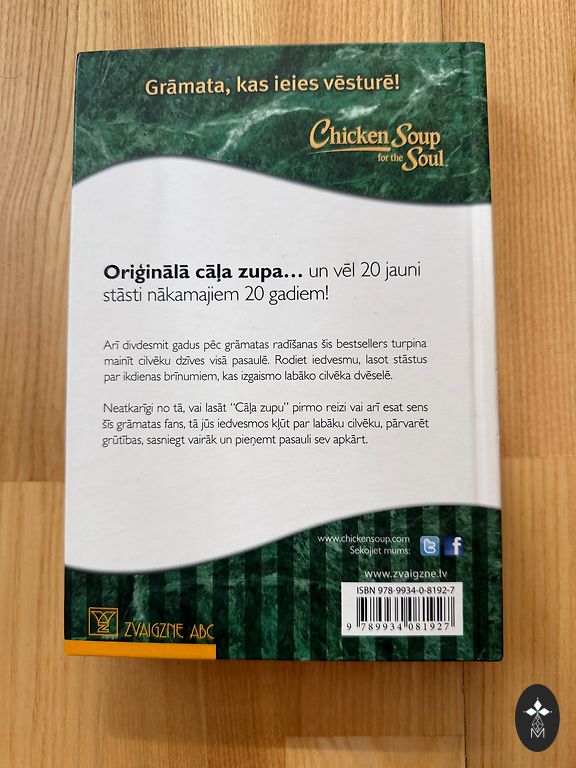 Grāmata, kas ieies vēsturē!
Chicken Soup
for the Soul
Oriģinālā cāļa zupa... un vēl 20 jauni
stāsti nākamajiem 20 gadiem!
Arī divdesmit gadus pēc grāmatas radīšanas šis bestsellers turpina
mainīt cilvēku dzīves visā pasaulē. Rodiet iedvesmu, lasot stāstus
par ikdienas brīnumiem, kas izgaismo labāko cilvēka dvēselē.
Neatkarīgi no tā, vai lasāt “Cāļa zupu” pirmo reizi vai arī esat sens
šīs grāmatas fans, tā jūs iedvesmos kļūt par labāku cilvēku, pārvarēt
grūtības, sasniegt vairāk un pieņemt pasauli sev apkārt.
www.chickensoup.com
Sekojiet mums:
www.zvaigzne.lv
ISBN 978-9934-0-8192-7
9 789934 081927
ZVAIGZNE ABC